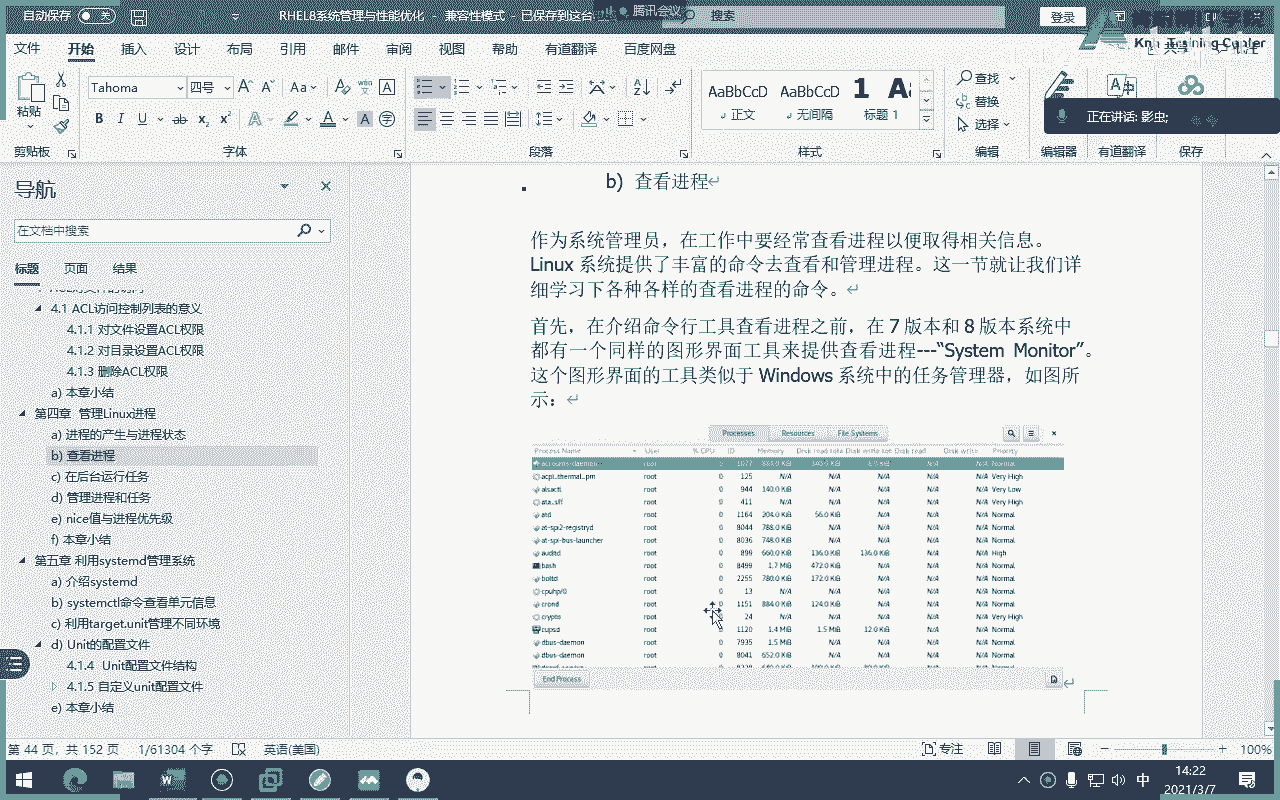 自动保存 关 RHEL8系统管理与性能优化 - 兼容性模式 - 已保存到这台 腾讯会议 搜索 登录
文件 开始 插入 设计 布局 引用 邮件 审阅 视图 帮助 有道翻译 百度网盘
Tahoma 四号
粘贴
AaBbCcD AaBbCcD 1
正文 无间隔 标题 1
查找
替换
选择
正在讲话: 影虫;
剪贴板 字体 段落 样式 编辑 编辑器 有道翻译 保存
导航
在文档中搜索
标题 页面 结果
4.1 ACL访问控制列表的意义
4.1.1 对文件设置ACL权限
4.1.2 对目录设置ACL权限
4.1.3 删除ACL权限
a) 本章小结
第四章 管理Linux进程
a) 进程的产生与进程状态
b) 查看进程
c) 在后台运行任务
d) 管理进程和任务
e) nice值与进程优先级
f) 本章小结
第五章 利用systemd管理系统
a) 介绍systemd
b) systemctl命令查看单元信息
c) 利用target.unit管理不同环境
d) Unit的配置文件
4.1.4 Unit配置文件结构
4.1.5 自定义unit配置文件
e) 本章小结
b) 查看进程
作为系统管理员，在工作中要经常查看进程以便取得相关信息。
Linux 系统提供了丰富的命令去查看和管理进程。这一节就让我们详
细学习下各种各样的查看进程的命令。
首先，在介绍命令行工具查看进程之前，在 7 版本和 8 版本系统中
都有一个同样的图形界面工具来提供查看进程---“System Monitor”。
这个图形界面的工具类似于 Windows 系统中的任务管理器，如图所
示：
Processes Resources File Systems
Process Name User % CPU ID Memory Disk read tota Disk write tot Disk read Disk write Priority
accounts-daemon root 0 1077 N/A N/A Normal
acpi_thermal_pm root 0 125 N/A N/A N/A N/A N/A Very High
alsactl root 0 944 140.0 KiB N/A N/A N/A N/A Very Low
ata_sff root 0 411 N/A N/A N/A N/A N/A Very High
atd root 0 1164 204.0 KiB 56.0 KiB N/A N/A N/A Normal
at-spi2-registryd root 0 8044 788.0 KiB N/A N/A N/A N/A Normal
at-spi-bus-launcher root 0 8036 748.0 KiB N/A N/A N/A N/A Normal
auditd root 0 899 660.0 KiB 136.0 KiB 136.0 KiB N/A N/A High
bash root 0 8499 1.7 MiB 472.0 KiB N/A N/A N/A Normal
boltd root 0 2255 780.0 KiB 172.0 KiB N/A N/A N/A Normal
cpuhp/0 root 0 13 N/A N/A N/A N/A N/A Normal
crond root 0 1151 884.0 KiB 124.0 KiB N/A N/A N/A Normal
crypto root 0 24 N/A N/A N/A N/A N/A Very High
cupsd root 0 1120 1.4 MiB 1.5 MiB 12.0 KiB N/A N/A Normal
dbus-daemon root 0 7935 1.5 MiB N/A N/A N/A N/A Normal
dbus-daemon root 0 8041 652.0 KiB N/A N/A N/A N/A Normal
End Process
第 44 页，共 152 页 1/61304 个字 英语(美国) 专注 100%
中 14:22
2021/3/7